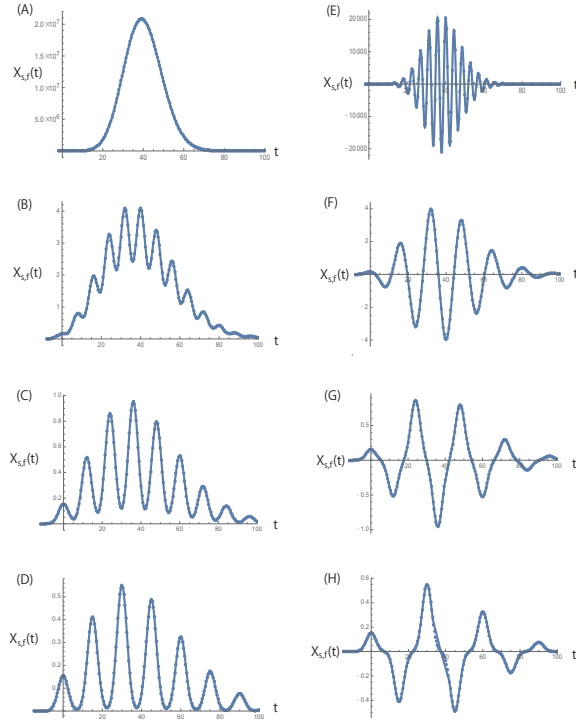 (A)
2.0 ×10⁷
1.5 ×10⁷
X_{s,f}(t)
1.0 ×10⁷
5.0 ×10⁶
20 40 60 80 100 t
(B)
4
3
X_{s,f}(t)
2
1
20 40 60 80 100 t
(C)
1.0
0.8
0.6
X_{s,f}(t)
0.4
0.2
20 40 60 80 100 t
(D)
0.5
0.4
X_{s,f}(t)
0.3
0.2
20 40 60 80 100 t
(E)
20000
10000
X_{s,f}(t)
20 40 60 80 100 t
-10000
-20000
(F)
4
2
X_{s,f}(t)
20 40 60 80 100 t
-2
-4
(G)
0.5
X_{s,f}(t)
20 40 60 80 100 t
-0.5
-1.0
(H)
0.6
0.4
0.2
X_{s,f}(t)
20 40 60 80 100 t
-0.2
-0.4